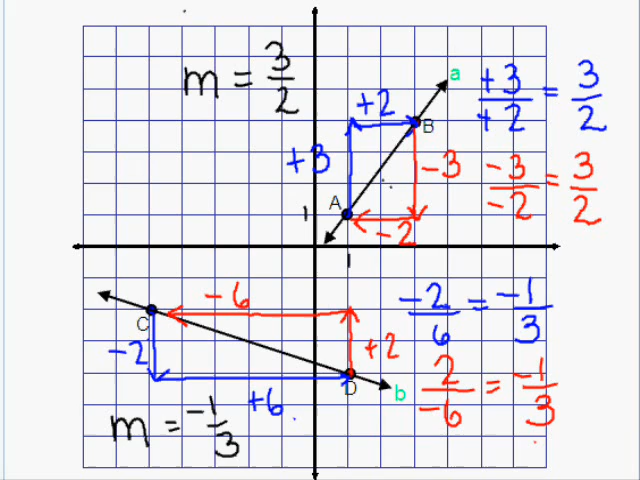 m = 3/2
a
+3/+2 = 3/2
+2
B
+3
-3
-3/-2 = 3/2
A
1
-2
1
-6
-2/6 = -1/3
C
-2
+2
2/-6 = -1/3
D
b
+6
m = -1/3